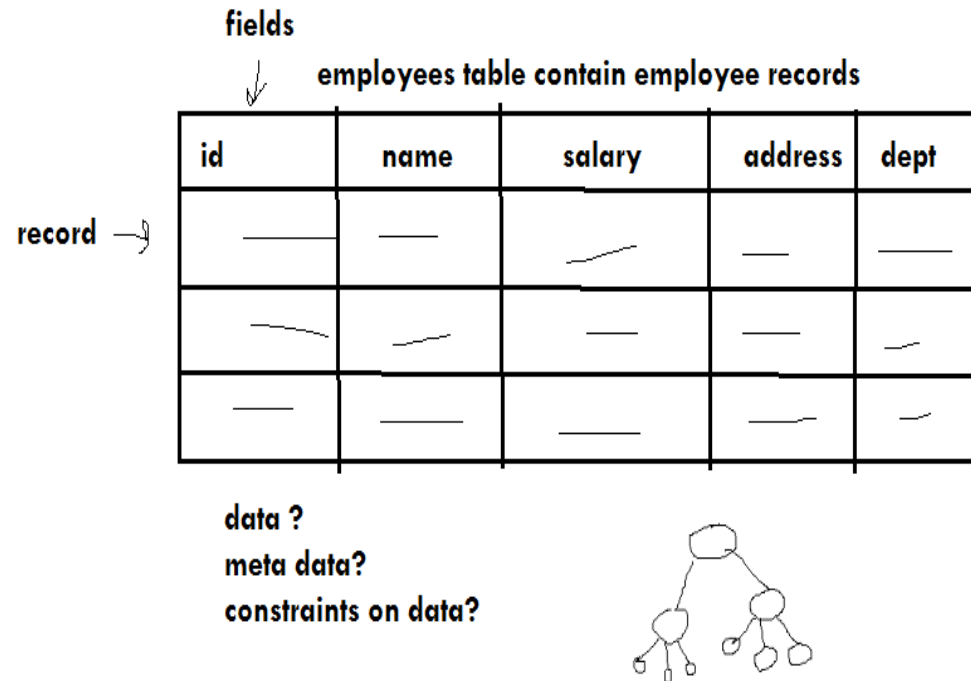 fields
employees table contain employee records
id name salary address dept
record
data ?
meta data?
constraints on data?